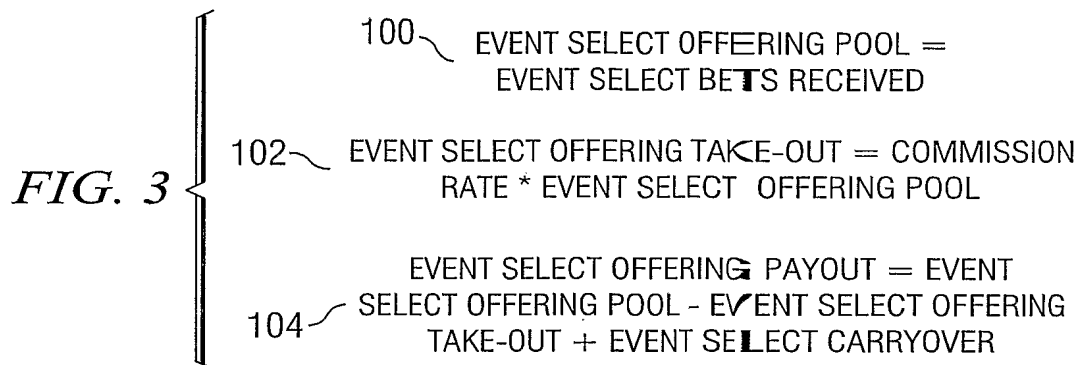 100 EVENT SELECT OFFERING POOL =
EVENT SELECT BETS RECEIVED
102 EVENT SELECT OFFERING TAKE-OUT = COMMISSION
RATE * EVENT SELECT OFFERING POOL
FIG. 3
EVENT SELECT OFFERING PAYOUT = EVENT
104 SELECT OFFERING POOL - EVENT SELECT OFFERING
TAKE-OUT + EVENT SELECT CARRYOVER